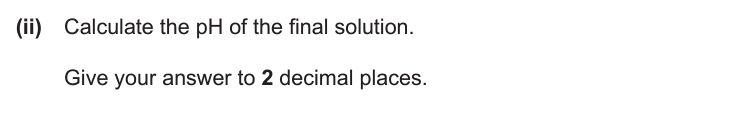 (ii) Calculate the pH of the final solution.
Give your answer to 2 decimal places.